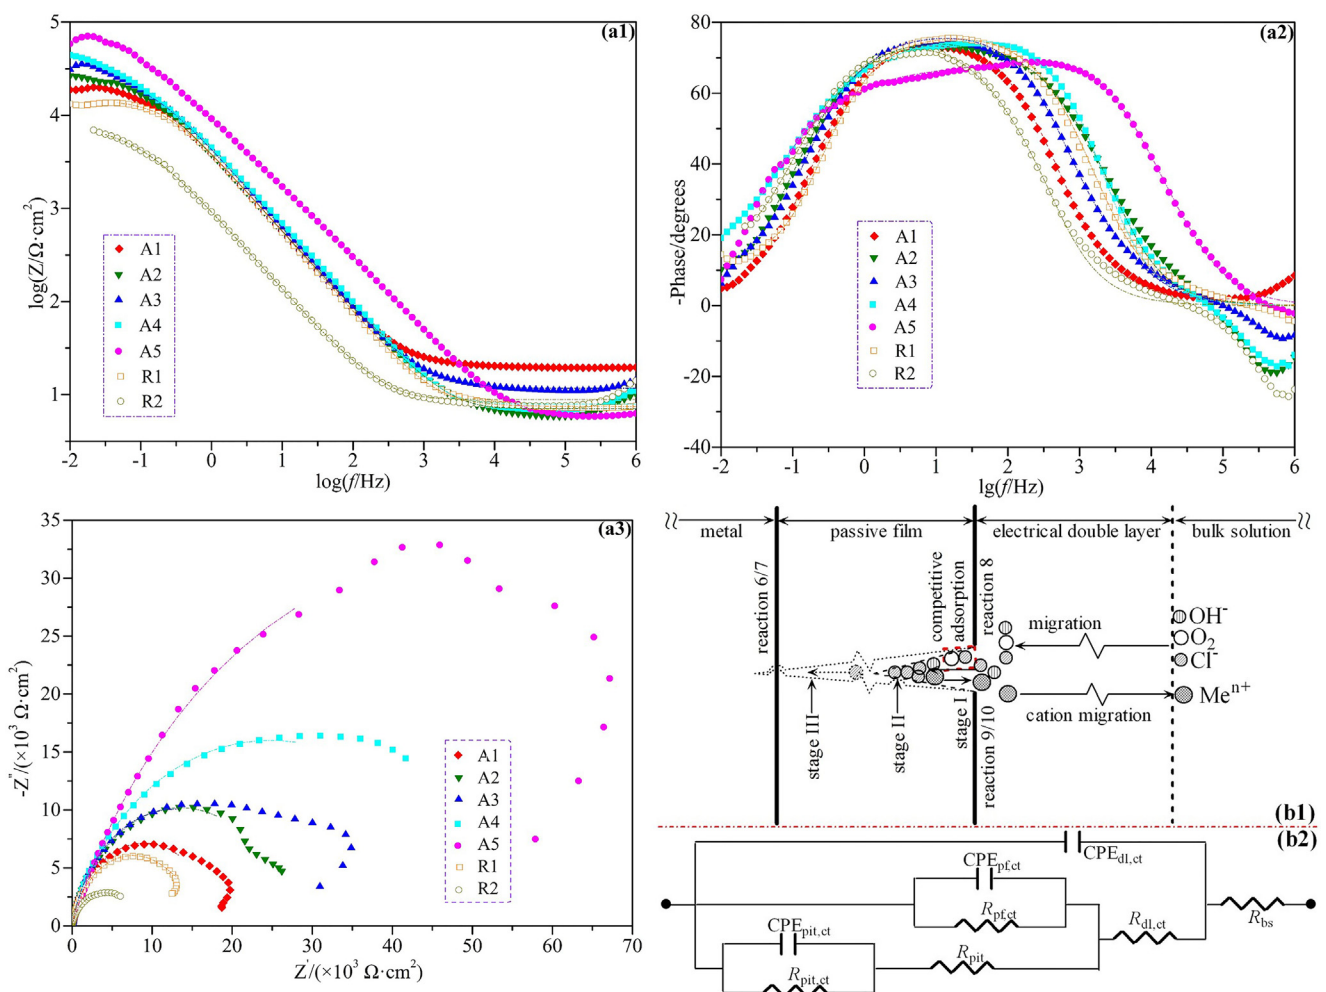 (a1)
5
4
3
2
1
log(Z/Ω·cm²)
A1
A2
A3
A4
A5
R1
R2
-2 -1 0 1 2 3 4 5 6
log(f/Hz)
(a2)
80
60
40
20
0
-20
-40
-Phase/degrees
A1
A2
A3
A4
A5
R1
R2
-2 -1 0 1 2 3 4 5 6
lg(f/Hz)
(a3)
35
30
25
20
15
10
5
0
-Z"/(×10³ Ω·cm²)
A1
A2
A3
A4
A5
R1
R2
0 10 20 30 40 50 60 70
Z'/(×10³ Ω·cm²)
metal passive film electrical double layer bulk solution
reaction 6/7
competitive
adsorption
reaction 8
migration
OH⁻
O₂
Cl⁻
Meⁿ⁺
cation migration
stage III
stage II
stage I
reaction 9/10
(b1)
(b2)
CPEdl,ct
CPEpf,ct
Rpf,ct
Rdl,ct
Rbs
CPEpit,ct
Rpit
Rpit,ct